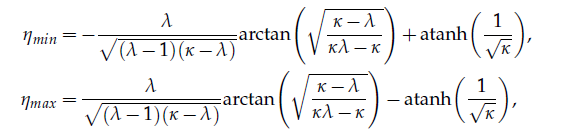 η_min = − λ / √((λ − 1)(κ − λ)) arctan( √( (κ − λ) / (κλ − κ) ) ) + atanh( 1 / √κ ),
η_max = λ / √((λ − 1)(κ − λ)) arctan( √( (κ − λ) / (κλ − κ) ) ) − atanh( 1 / √κ ),